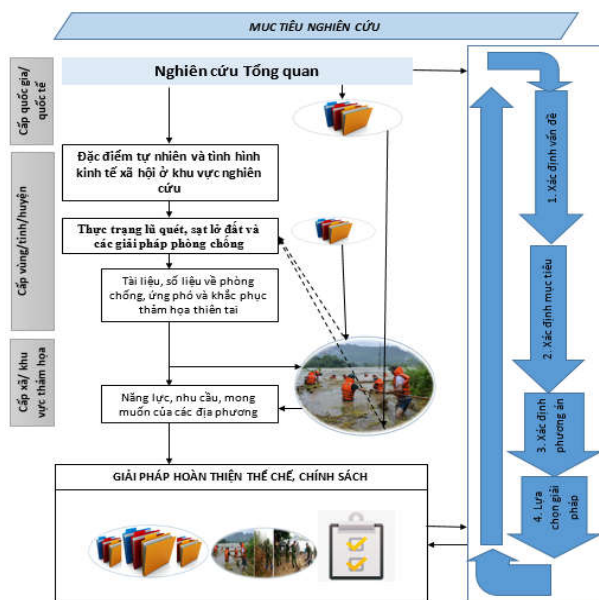 MỤC TIÊU NGHIÊN CỨU
Cấp quốc gia/
quốc tế
Nghiên cứu Tổng quan
Đặc điểm tự nhiên và tình hình
kinh tế xã hội ở khu vực nghiên
cứu
Cấp vùng/tỉnh/huyện
Thực trạng lũ quét, sạt lở đất và
các giải pháp phòng chống
Tài liệu, số liệu về phòng
chống, ứng phó và khắc phục
thảm họa thiên tai
Cấp xã/ khu
vực thảm họa
Năng lực, nhu cầu, mong
muốn của các địa phương
GIẢI PHÁP HOÀN THIỆN THỂ CHẾ, CHÍNH SÁCH
1. Xác định vấn đề
2. Xác định mục tiêu
3. Xác định
phương án
4. Lựa
chọn giải
pháp